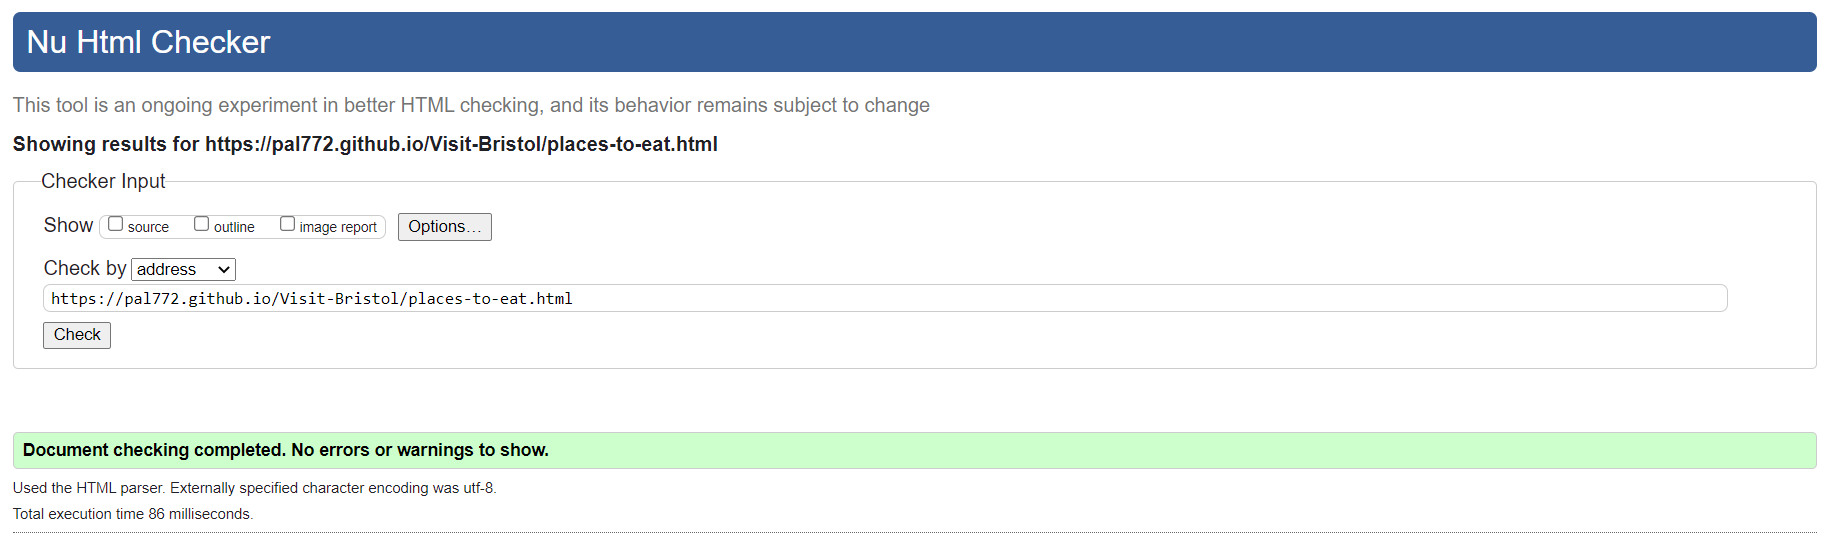 Nu Html Checker
This tool is an ongoing experiment in better HTML checking, and its behavior remains subject to change
Showing results for https://pal772.github.io/Visit-Bristol/places-to-eat.html
Checker Input
Show source outline image report Options...
Check by address
https://pal772.github.io/Visit-Bristol/places-to-eat.html
Check
Document checking completed. No errors or warnings to show.
Used the HTML parser. Externally specified character encoding was utf-8.
Total execution time 86 milliseconds.